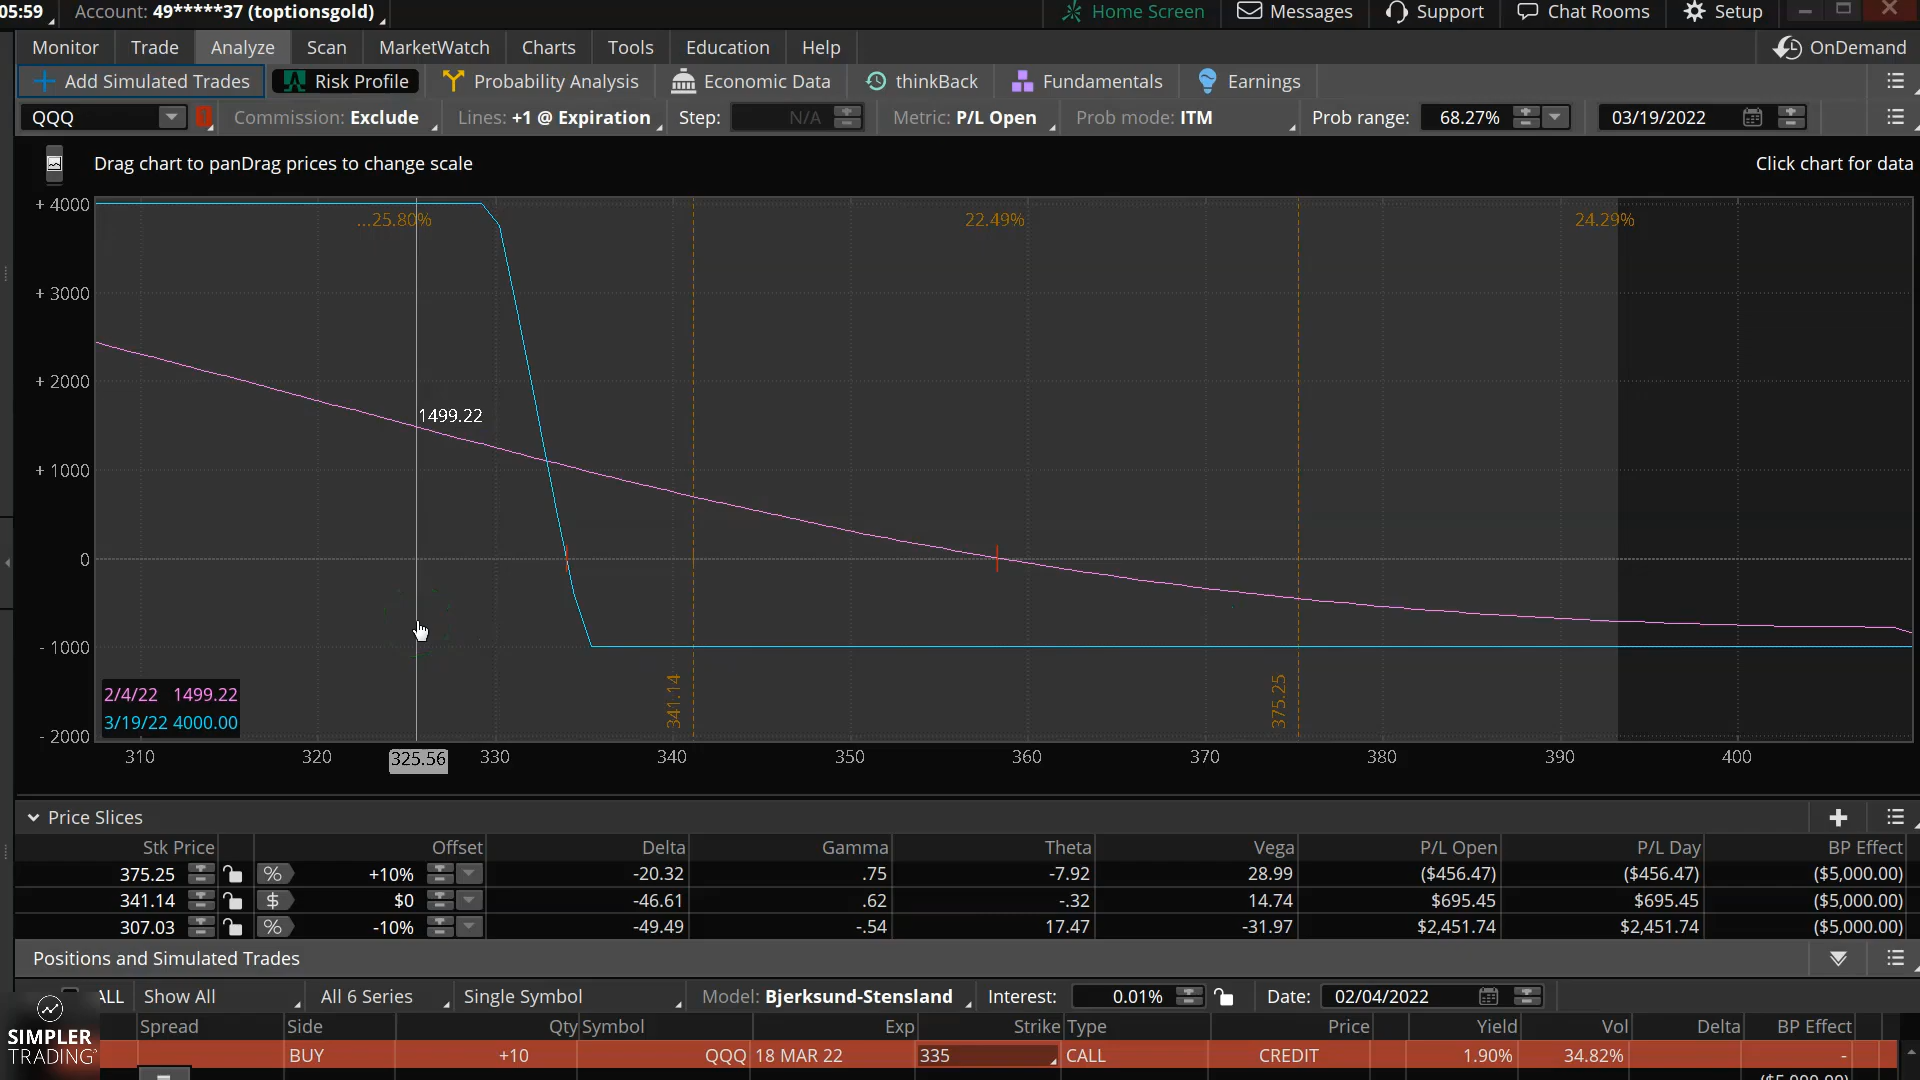 05:59 Account: 49*****37 (toptionsgold) Home Screen Messages Support Chat Rooms Setup
Monitor Trade Analyze Scan MarketWatch Charts Tools Education Help OnDemand
Add Simulated Trades Risk Profile Probability Analysis Economic Data thinkBack Fundamentals Earnings
QQQ Commission: Exclude Lines: +1 @ Expiration Step: N/A Metric: P/L Open Prob mode: ITM Prob range: 68.27% 03/19/2022
Drag chart to panDrag prices to change scale Click chart for data
+ 4000
...25.80% 22.49% 24.29%
+ 3000
+ 2000
1499.22
+ 1000
0
- 1000
341.14 375.25
2/4/22 1499.22
3/19/22 4000.00
- 2000
310 320 325.56 330 340 350 360 370 380 390 400
Price Slices
Stk Price Offset Delta Gamma Theta Vega P/L Open P/L Day BP Effect
375.25 % +10% -20.32 .75 -7.92 28.99 ($456.47) ($456.47) ($5,000.00)
341.14 $ $0 -46.61 .62 -.32 14.74 $695.45 $695.45 ($5,000.00)
307.03 % -10% -49.49 -.54 17.47 -31.97 $2,451.74 $2,451.74 ($5,000.00)
Positions and Simulated Trades
ALL Show All All 6 Series Single Symbol Model: Bjerksund-Stensland Interest: 0.01% Date: 02/04/2022
Spread Side Qty Symbol Exp Strike Type Price Yield Vol Delta BP Effect
SIMPLER
TRADING
BUY +10 QQQ 18 MAR 22 335 CALL CREDIT 1.90% 34.82% -